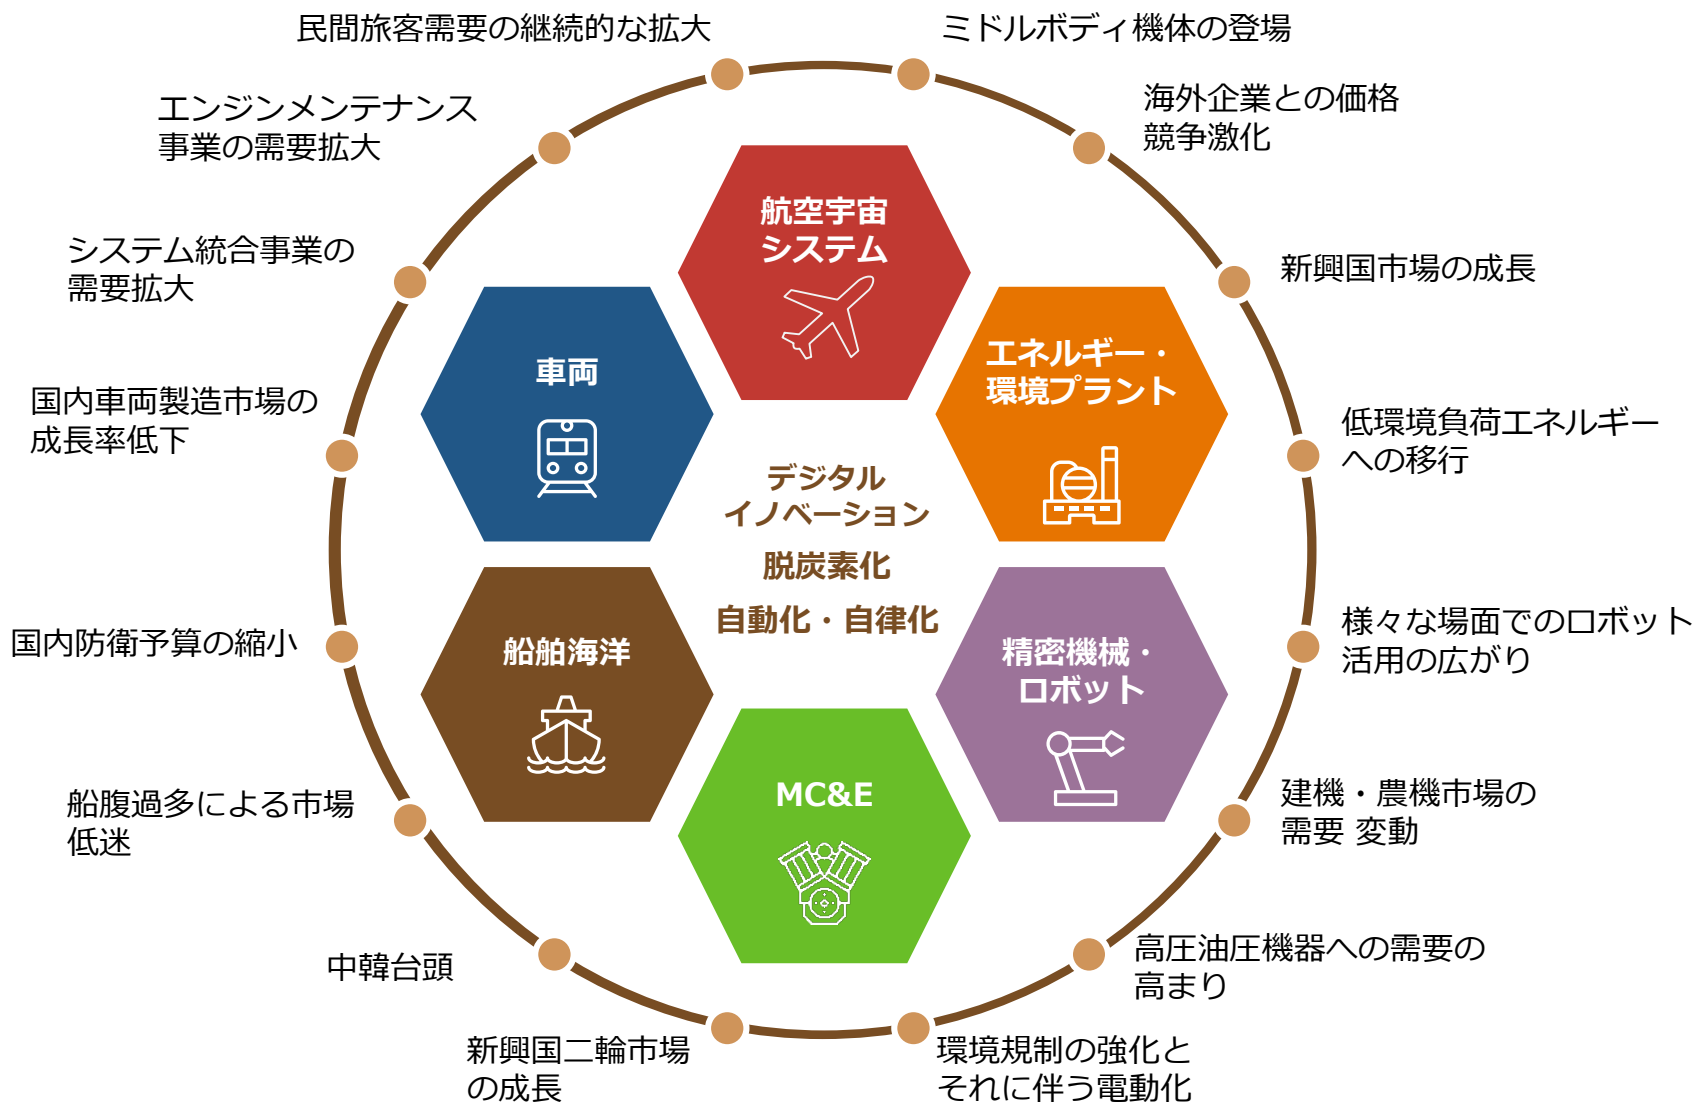 民間旅客需要の継続的な拡大
ミドルボディ機体の登場
エンジンメンテナンス
事業の需要拡大
海外企業との価格
競争激化
システム統合事業の
需要拡大
新興国市場の成長
国内車両製造市場の
成長率低下
低環境負荷エネルギー
への移行
国内防衛予算の縮小
様々な場面でのロボット
活用の広がり
船腹過多による市場
低迷
建機・農機市場の
需要 変動
中韓台頭
高圧油圧機器への需要の
高まり
新興国二輪市場
の成長
環境規制の強化と
それに伴う電動化
航空宇宙
システム
車両
エネルギー・
環境プラント
デジタル
イノベーション
脱炭素化
自動化・自律化
船舶海洋
精密機械・
ロボット
MC&E